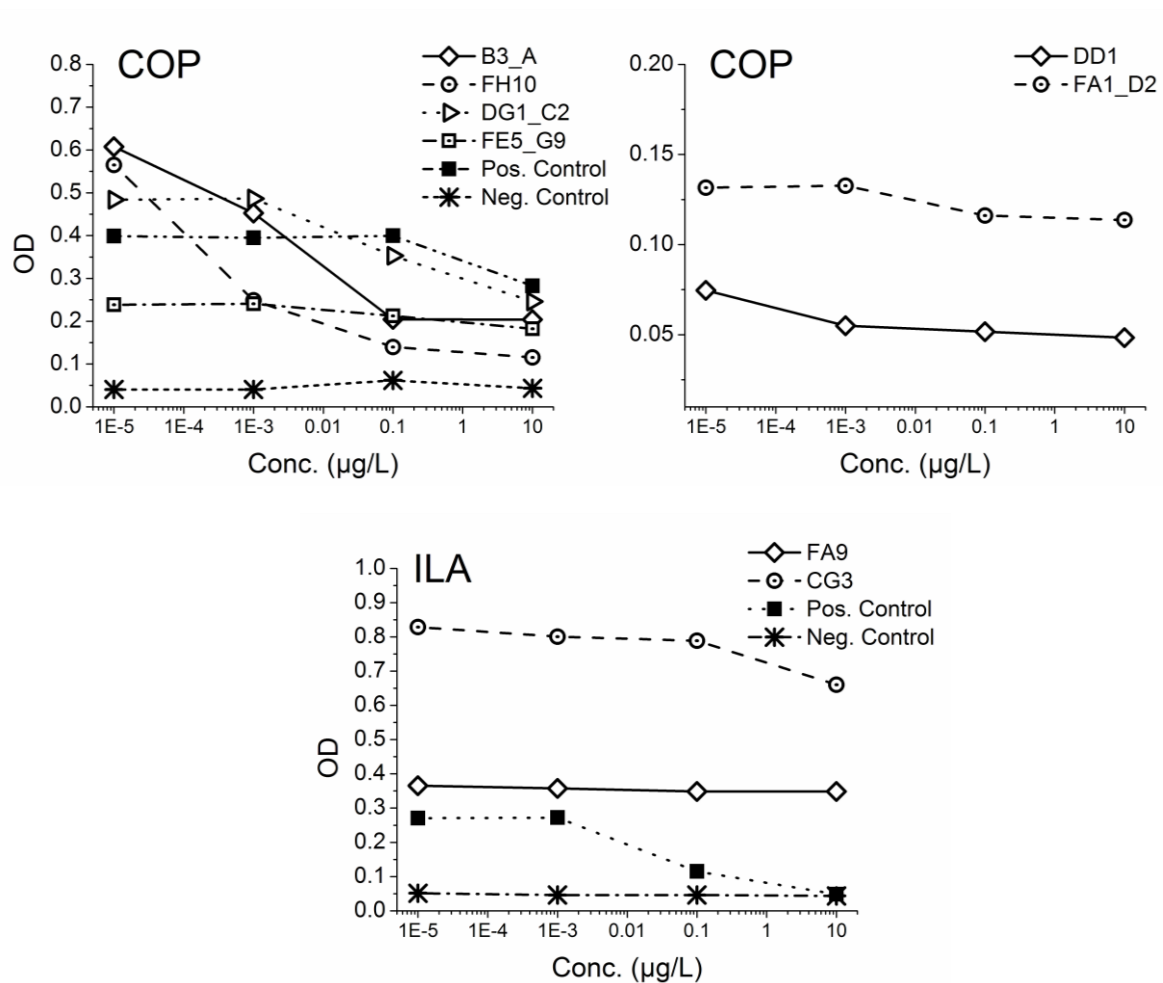 COP
B3_A
FH10
DG1_C2
FE5_G9
Pos. Control
Neg. Control
0.8
0.7
0.6
0.5
0.4
0.3
0.2
0.1
0.0
OD
1E-5 1E-4 1E-3 0.01 0.1 1 10
Conc. (µg/L)
COP
DD1
FA1_D2
0.20
0.15
0.10
0.05
1E-5 1E-4 1E-3 0.01 0.1 1 10
Conc. (µg/L)
ILA
FA9
CG3
Pos. Control
Neg. Control
1.0
0.9
0.8
0.7
0.6
0.5
0.4
0.3
0.2
0.1
0.0
OD
1E-5 1E-4 1E-3 0.01 0.1 1 10
Conc. (µg/L)